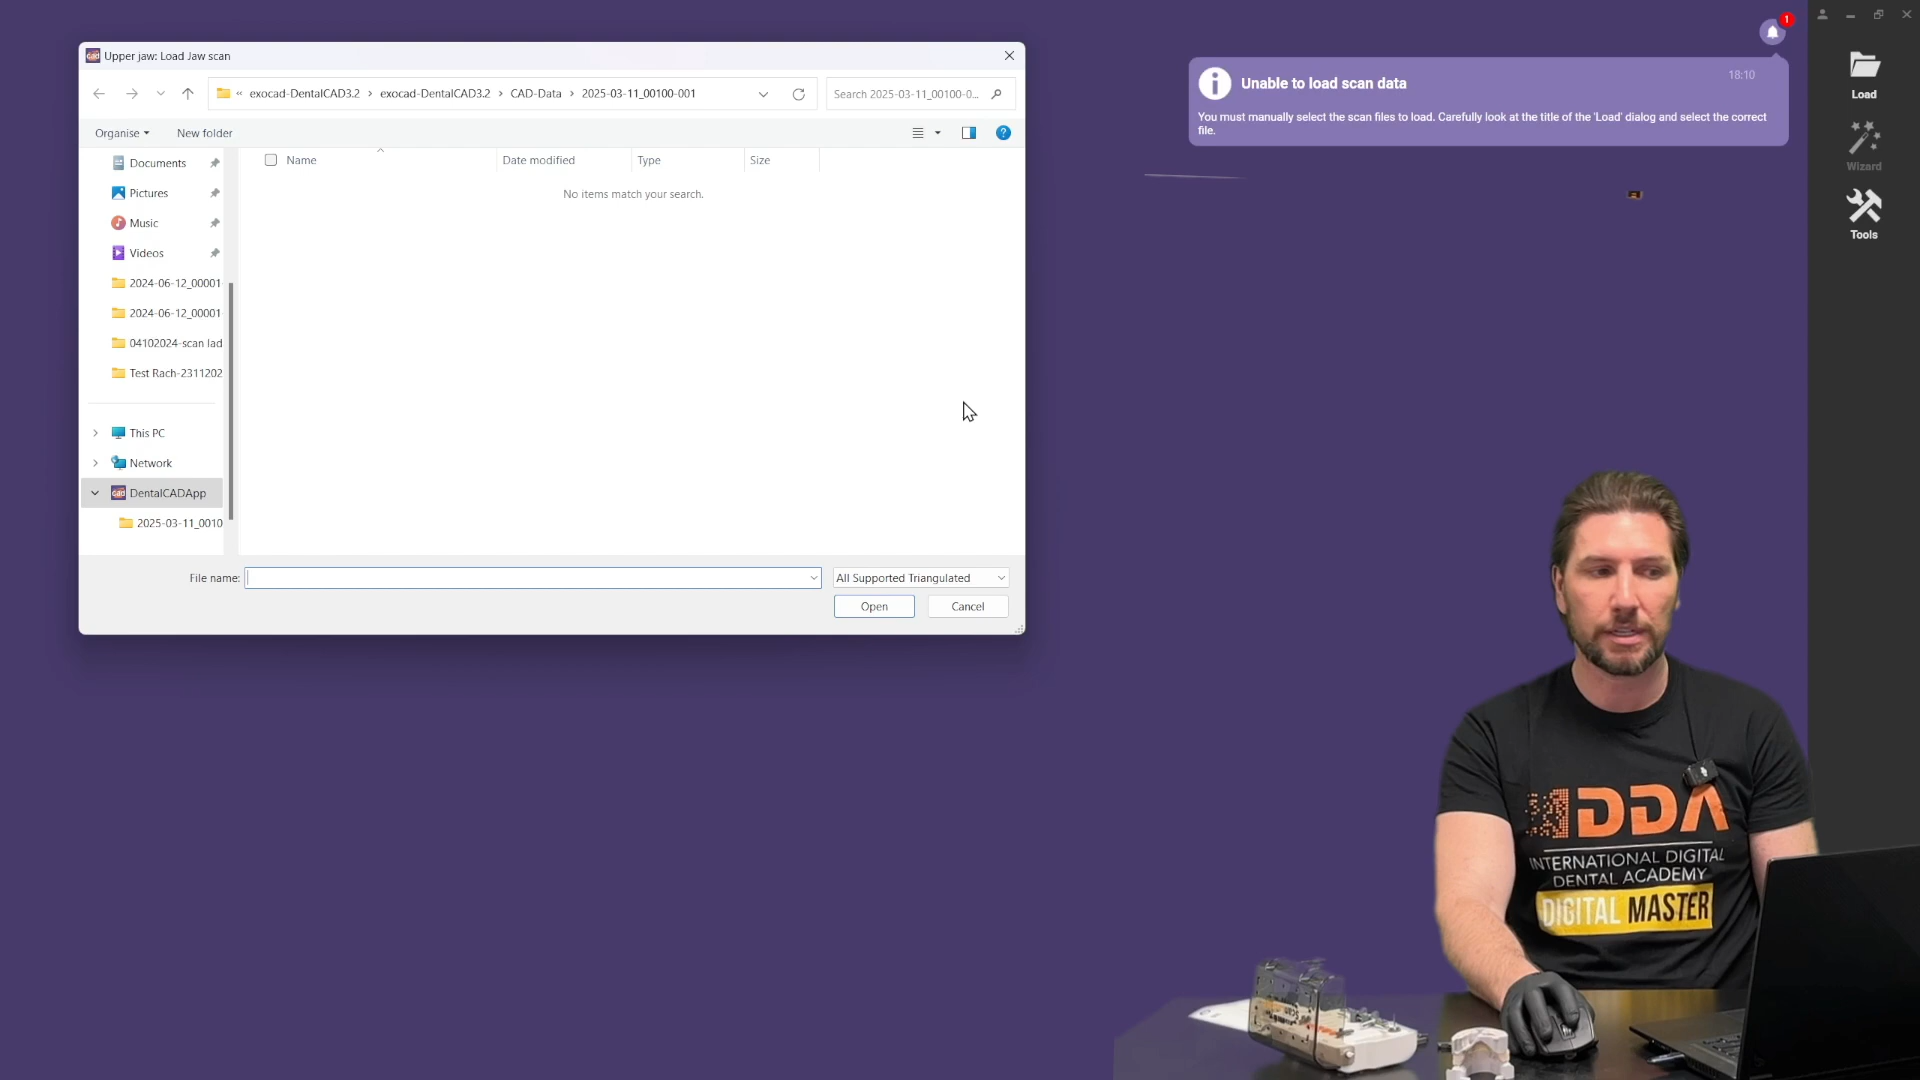 Upper jaw: Load Jaw scan
« exocad-DentalCAD3.2 › exocad-DentalCAD3.2 › CAD-Data › 2025-03-11_00100-001
Search 2025-03-11_00100-0...
Organise
New folder
Name
Date modified
Type
Size
No items match your search.
Documents
Pictures
Music
Videos
2024-06-12_00001
2024-06-12_00001
04102024-scan lad
Test Rach-2311202
This PC
Network
DentalCADApp
2025-03-11_0010
File name:
All Supported Triangulated
Open
Cancel
1
Unable to load scan data
18:10
You must manually select the scan files to load. Carefully look at the title of the 'Load' dialog and select the correct
file.
Load
Wizard
Tools
IDDA
INTERNATIONAL DIGITAL
DENTAL ACADEMY
DIGITAL MASTER